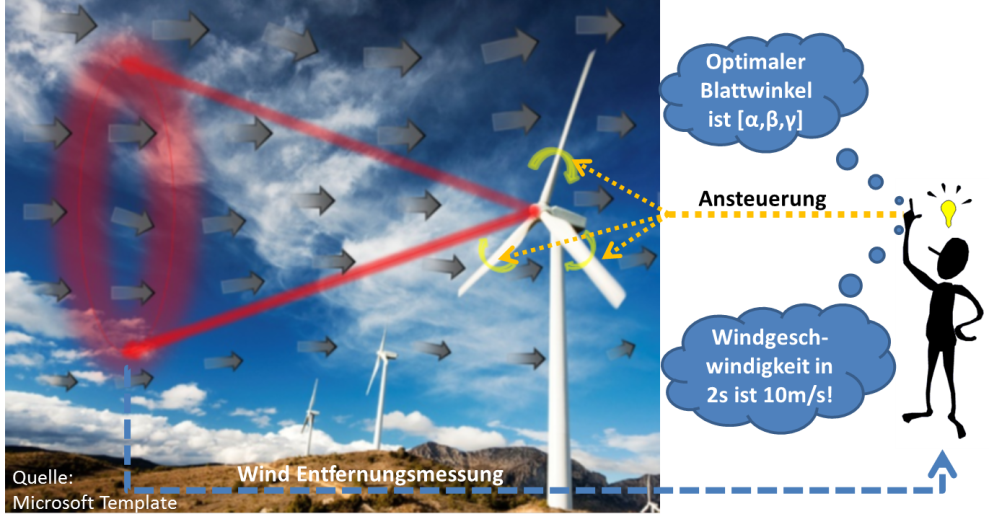 Optimaler
Blattwinkel
ist [α,β,γ]
Ansteuerung
Windgesch-
windigkeit in
2s ist 10m/s!
Wind Entfernungsmessung
Quelle:
Microsoft Template